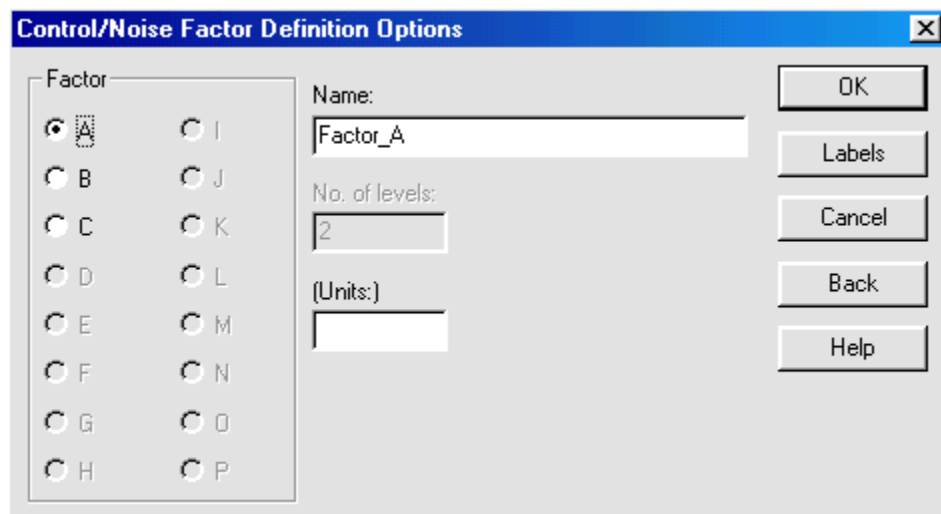 Control/Noise Factor Definition Options
Factor
A
I
B
J
C
K
D
L
E
M
F
N
G
O
H
P
Name:
Factor_A
No. of levels:
2
(Units:)
OK
Labels
Cancel
Back
Help